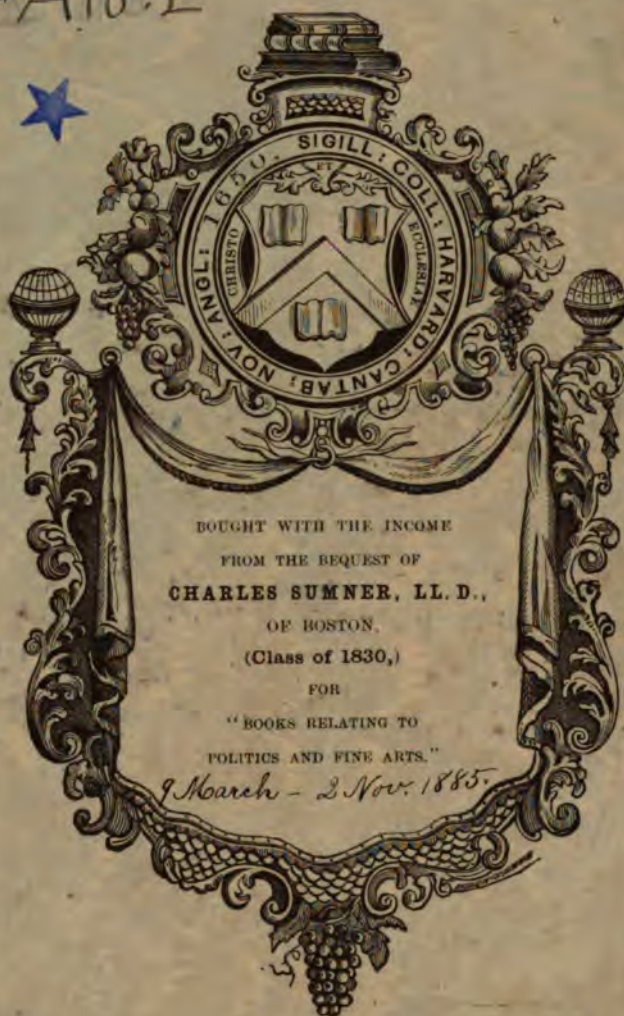 SIGILL: COLL: HARVARD: CANTAB: NOV: ANGL: 1650.
CHRISTO
ET
ECCLESIAE
BOUGHT WITH THE INCOME
FROM THE BEQUEST OF
CHARLES SUMNER, LL. D.,
OF BOSTON,
(Class of 1830,)
FOR
"BOOKS RELATING TO
POLITICS AND FINE ARTS."
9 March - 2 Nov. 1885.